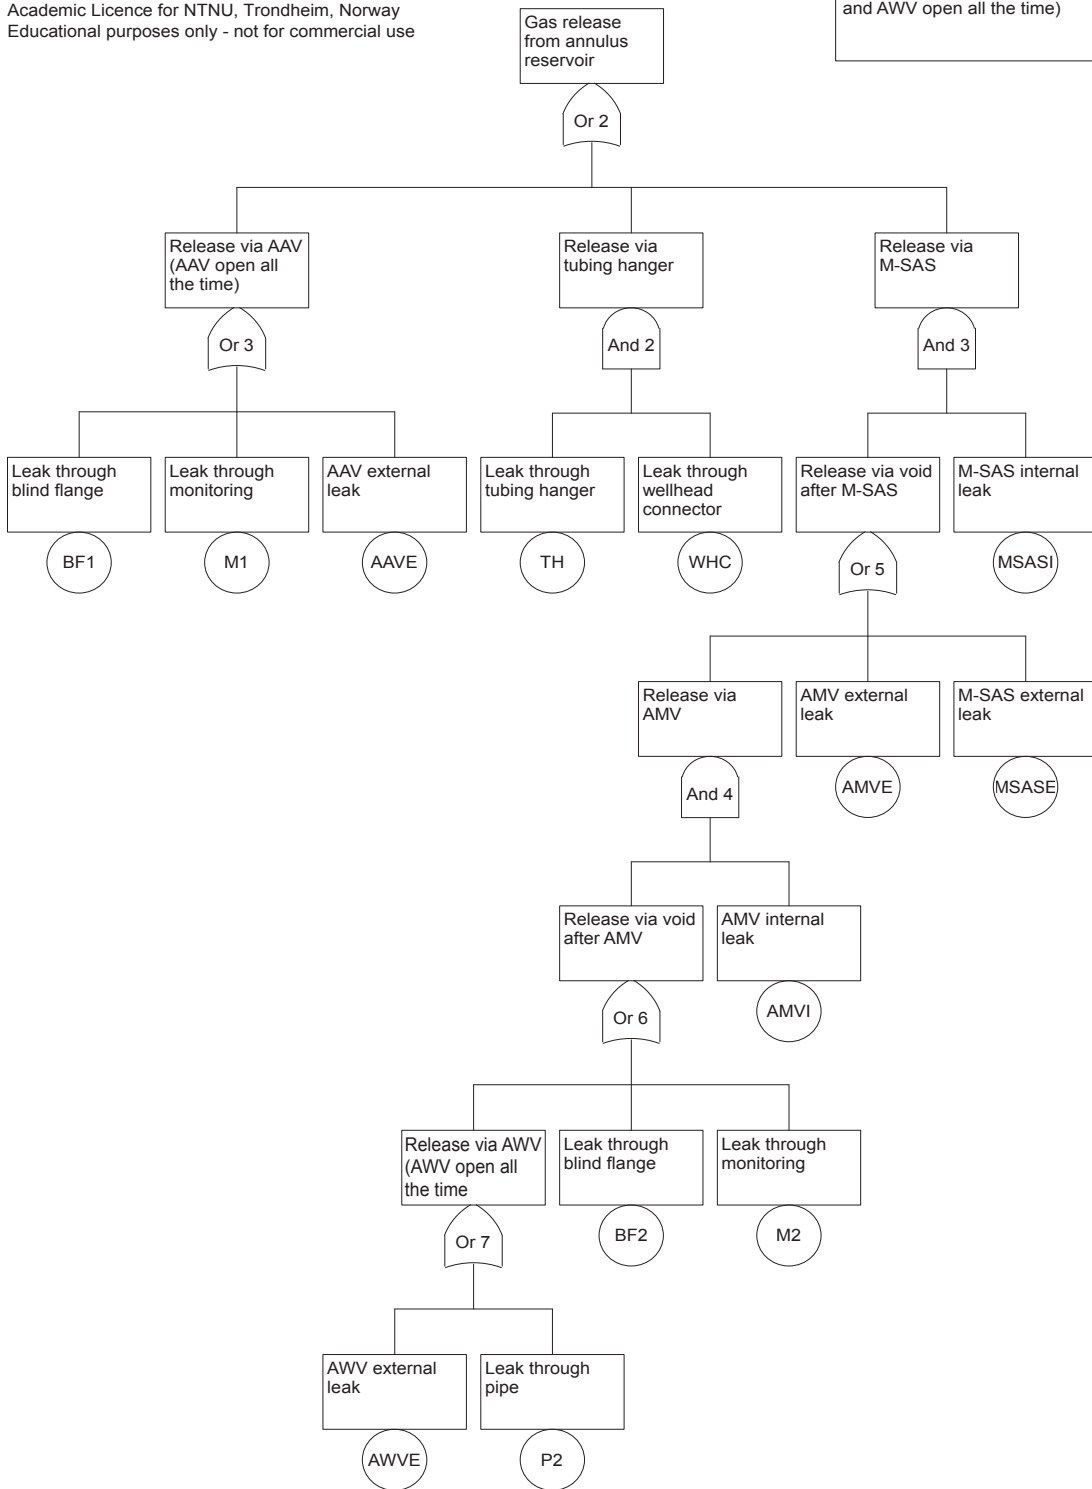 Academic Licence for NTNU, Trondheim, Norway
Educational purposes only - not for commercial use
and AWV open all the time)
Gas release
from annulus
reservoir
Or 2
Release via AAV
(AAV open all
the time)
Release via
tubing hanger
Release via
M-SAS
Or 3
And 2
And 3
Leak through
blind flange
Leak through
monitoring
AAV external
leak
Leak through
tubing hanger
Leak through
wellhead
connector
Release via void
after M-SAS
M-SAS internal
leak
BF1
M1
AAVE
TH
WHC
Or 5
MSASI
Release via
AMV
AMV external
leak
M-SAS external
leak
And 4
AMVE
MSASE
Release via void
after AMV
AMV internal
leak
Or 6
AMVI
Release via AWV
(AWV open all
the time
Leak through
blind flange
Leak through
monitoring
Or 7
BF2
M2
AWV external
leak
Leak through
pipe
AWVE
P2